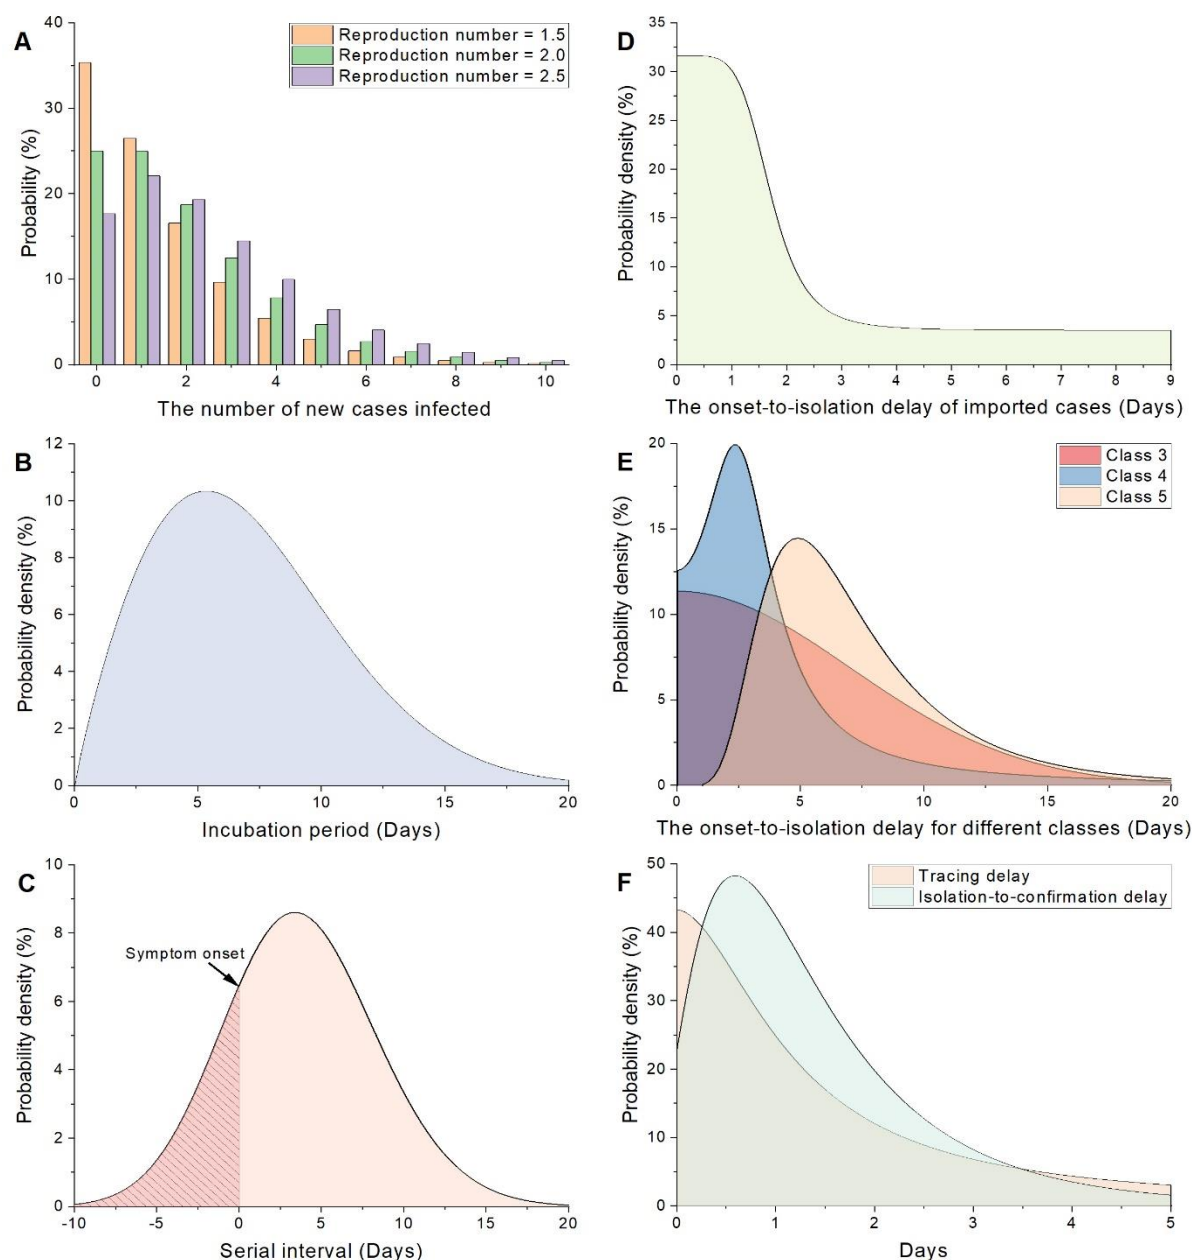 A
Reproduction number = 1.5
Reproduction number = 2.0
Reproduction number = 2.5
Probability (%)
40
30
20
10
0
0 2 4 6 8 10
The number of new cases infected
D
Probability density (%)
35
30
25
20
15
10
5
0
0 1 2 3 4 5 6 7 8 9
The onset-to-isolation delay of imported cases (Days)
B
Probability density (%)
12
10
8
6
4
2
0
0 5 10 15 20
Incubation period (Days)
E
Class 3
Class 4
Class 5
Probability density (%)
20
15
10
5
0
0 5 10 15 20
The onset-to-isolation delay for different classes (Days)
C
Symptom onset
Probability density (%)
10
8
6
4
2
0
-10 -5 0 5 10 15 20
Serial interval (Days)
F
Tracing delay
Isolation-to-confirmation delay
Probability density (%)
50
40
30
20
10
0
0 1 2 3 4 5
Days